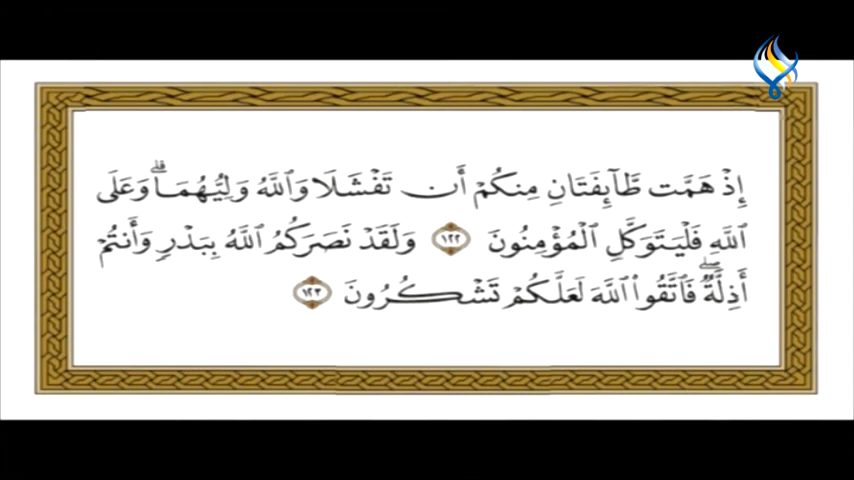 إِذْ هَمَّت طَّآئِفَتَانِ مِنكُمْ أَن تَفْشَلَا وَٱللَّهُ وَلِيُّهُمَاۗ وَعَلَى
ٱللَّهِ فَلْيَتَوَكَّلِ ٱلْمُؤْمِنُونَ ١٢٢ وَلَقَدْ نَصَرَكُمُ ٱللَّهُ بِبَدْرٍ وَأَنتُمْ
أَذِلَّةٌۖ فَٱتَّقُوا۟ ٱللَّهَ لَعَلَّكُمْ تَشْكُرُونَ ١٢٣